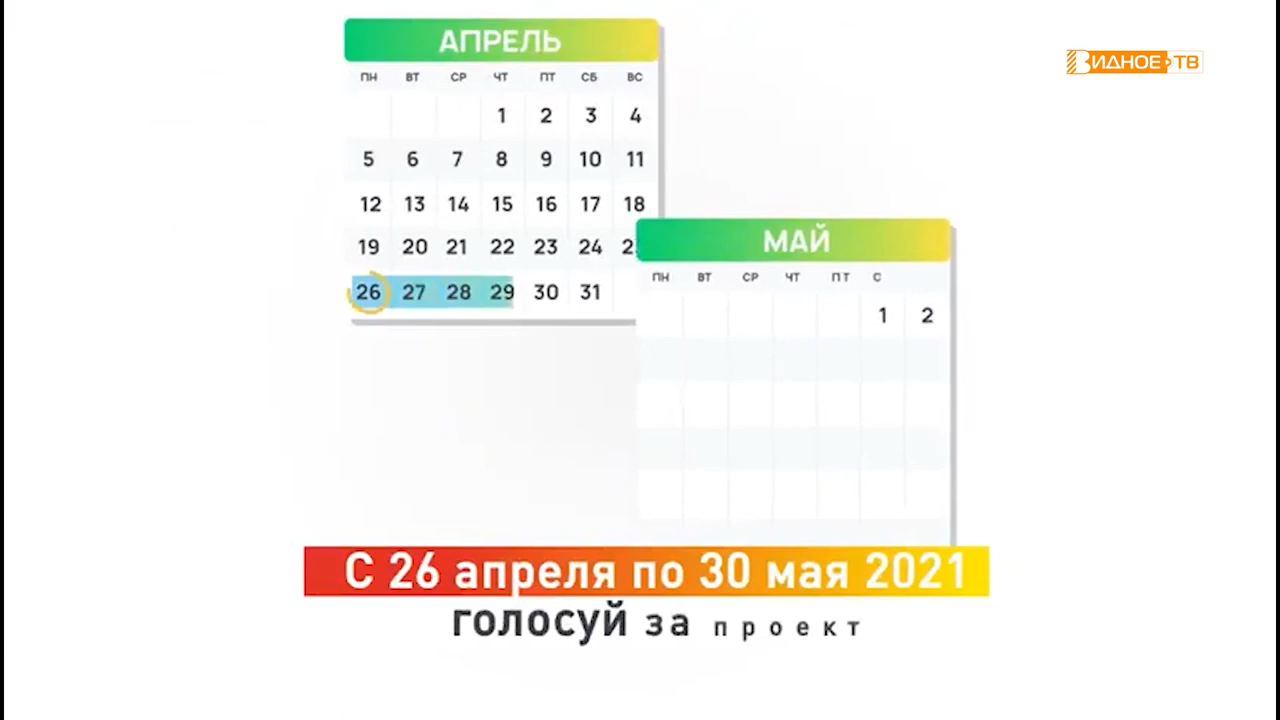 АПРЕЛЬ
ПН ВТ СР ЧТ ПТ СБ ВС
1 2 3 4
5 6 7 8 9 10 11
12 13 14 15 16 17 18
19 20 21 22 23 24 2
26 27 28 29 30 31
ВИДНОЕ-ТВ
МАЙ
ПН ВТ СР ЧТ ПТ С
1 2
С 26 апреля по 30 мая 2021
голосуй за проект